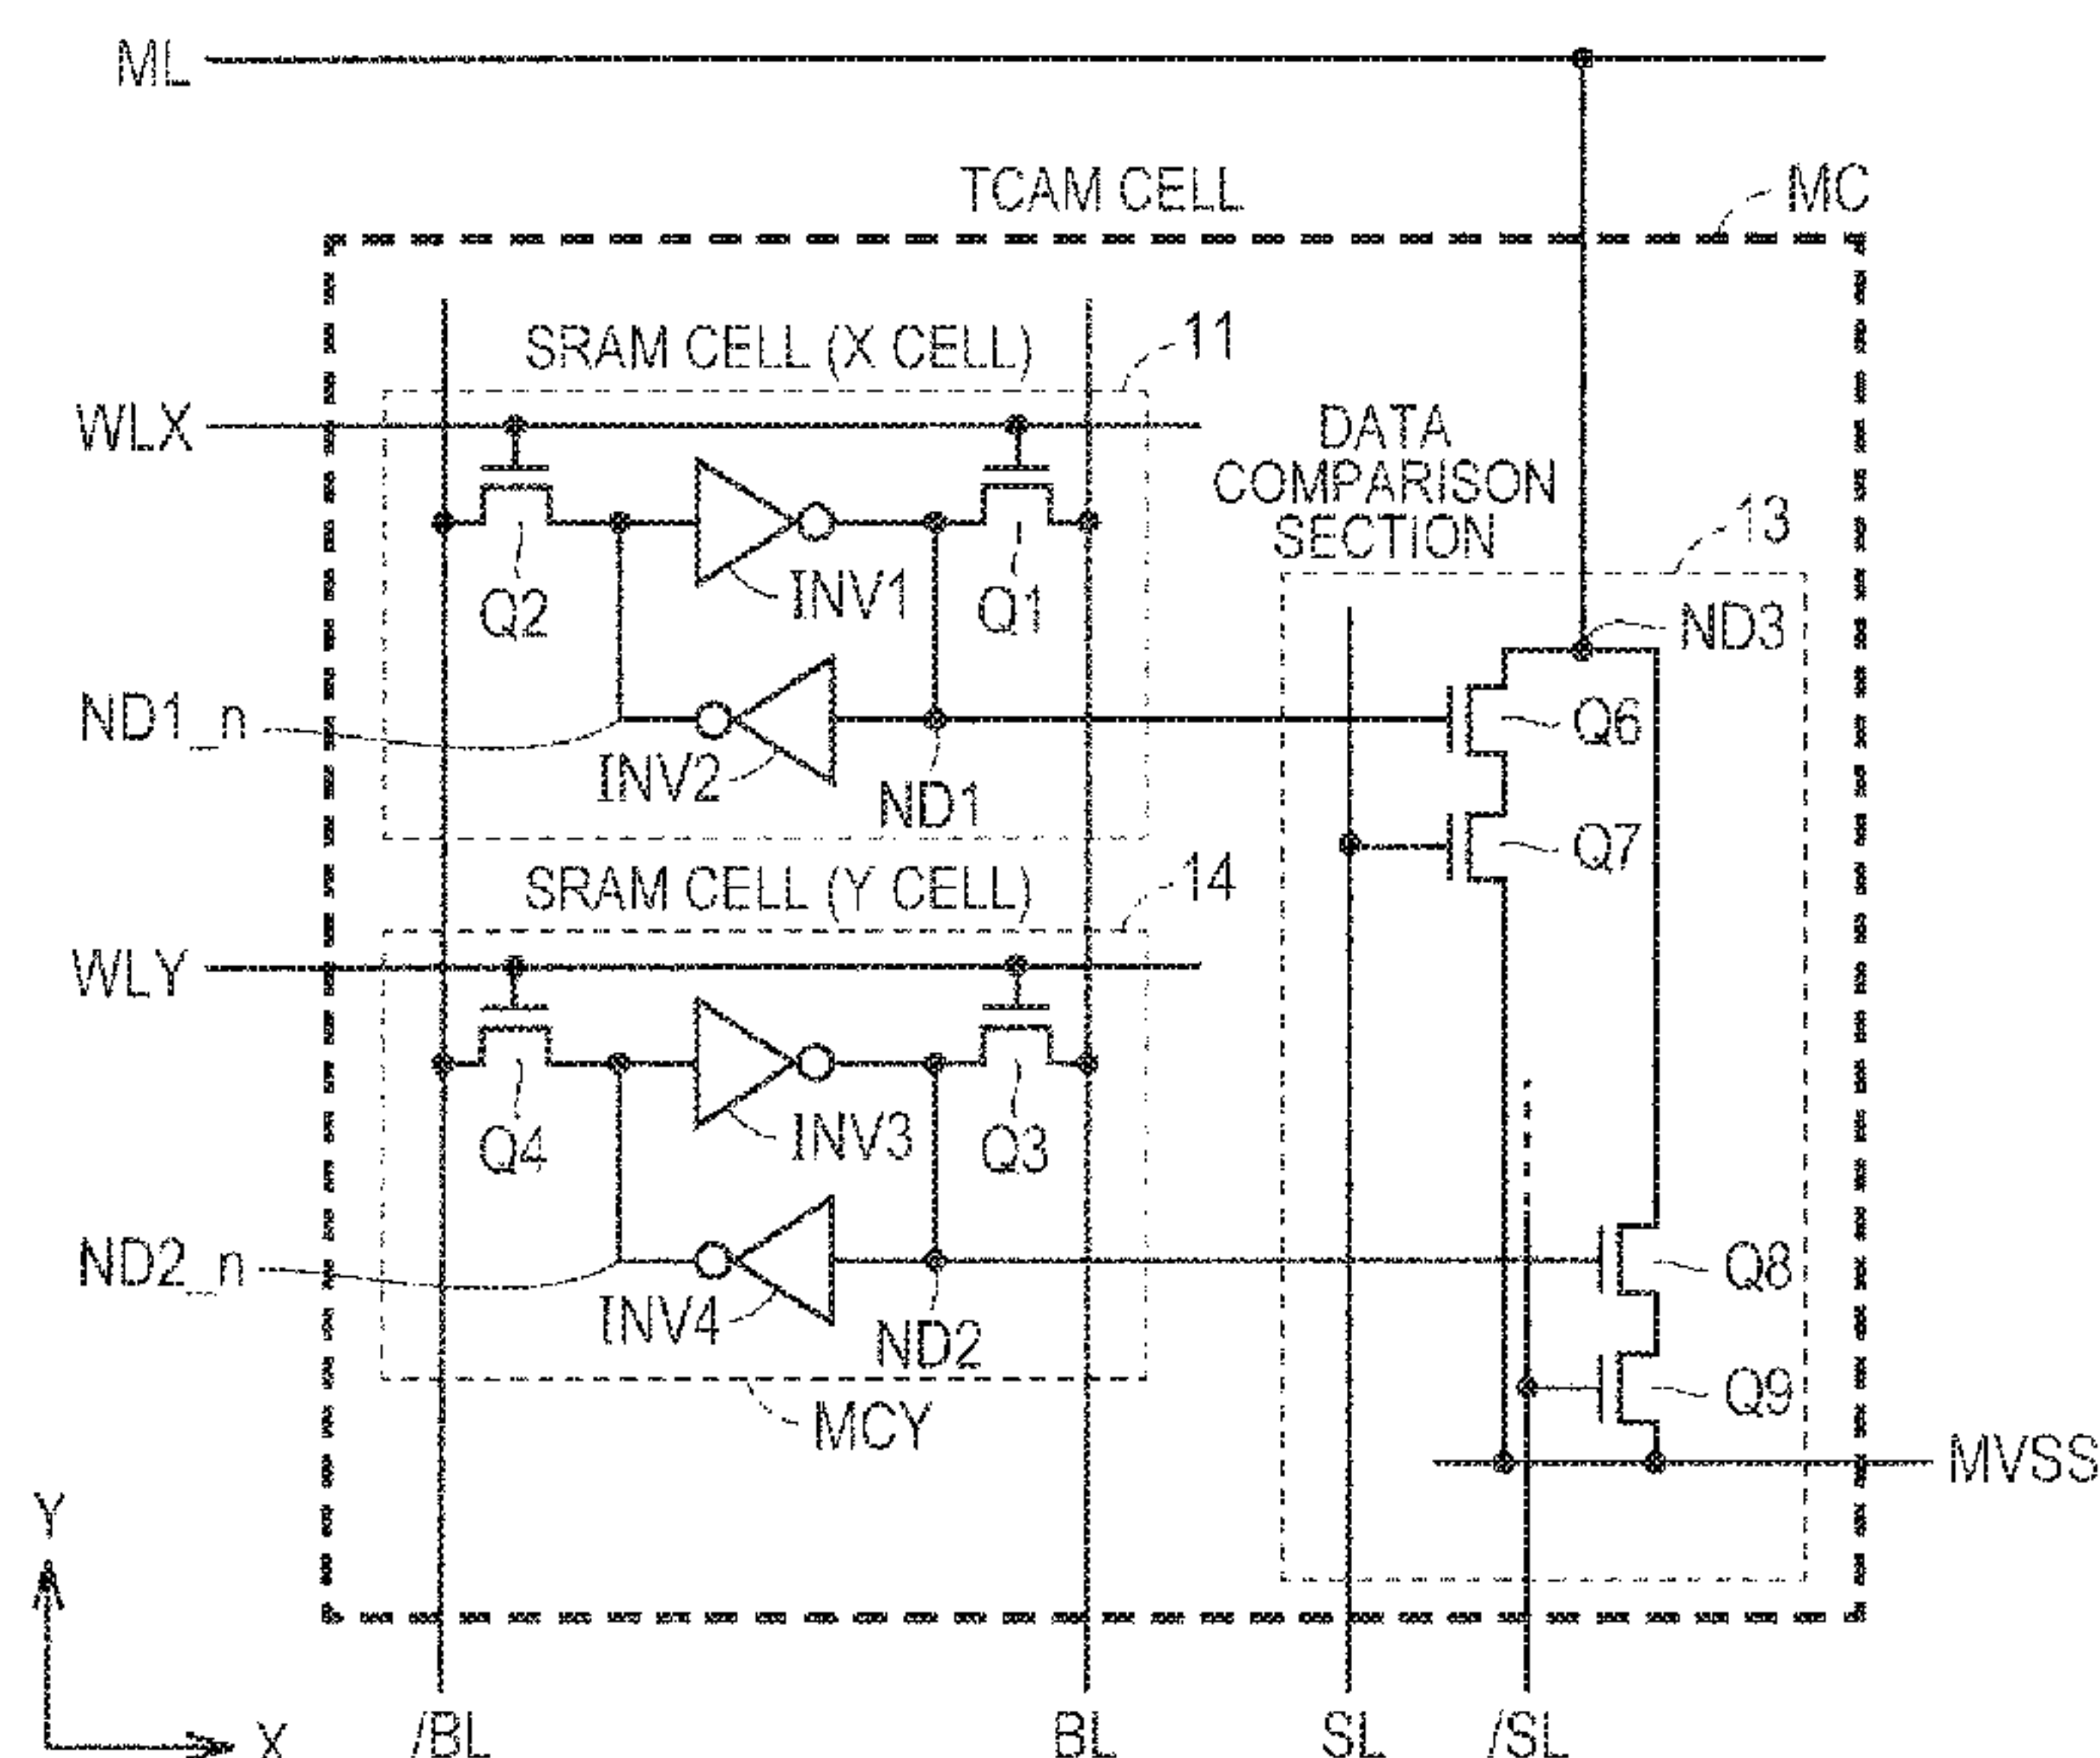 ML
TCAM CELL
MC
SRAM CELL (X CELL)
11
WLX
DATA
COMPARISON
SECTION
13
Q2
INV1
Q1
ND3
ND1_n
INV2
ND1
Q6
Q7
SRAM CELL (Y CELL)
14
WLY
Q4
INV3
Q3
ND2_n
INV4
ND2
Q8
MCY
Q9
MVSS
Y
X
/BL
BL
SL
/SL